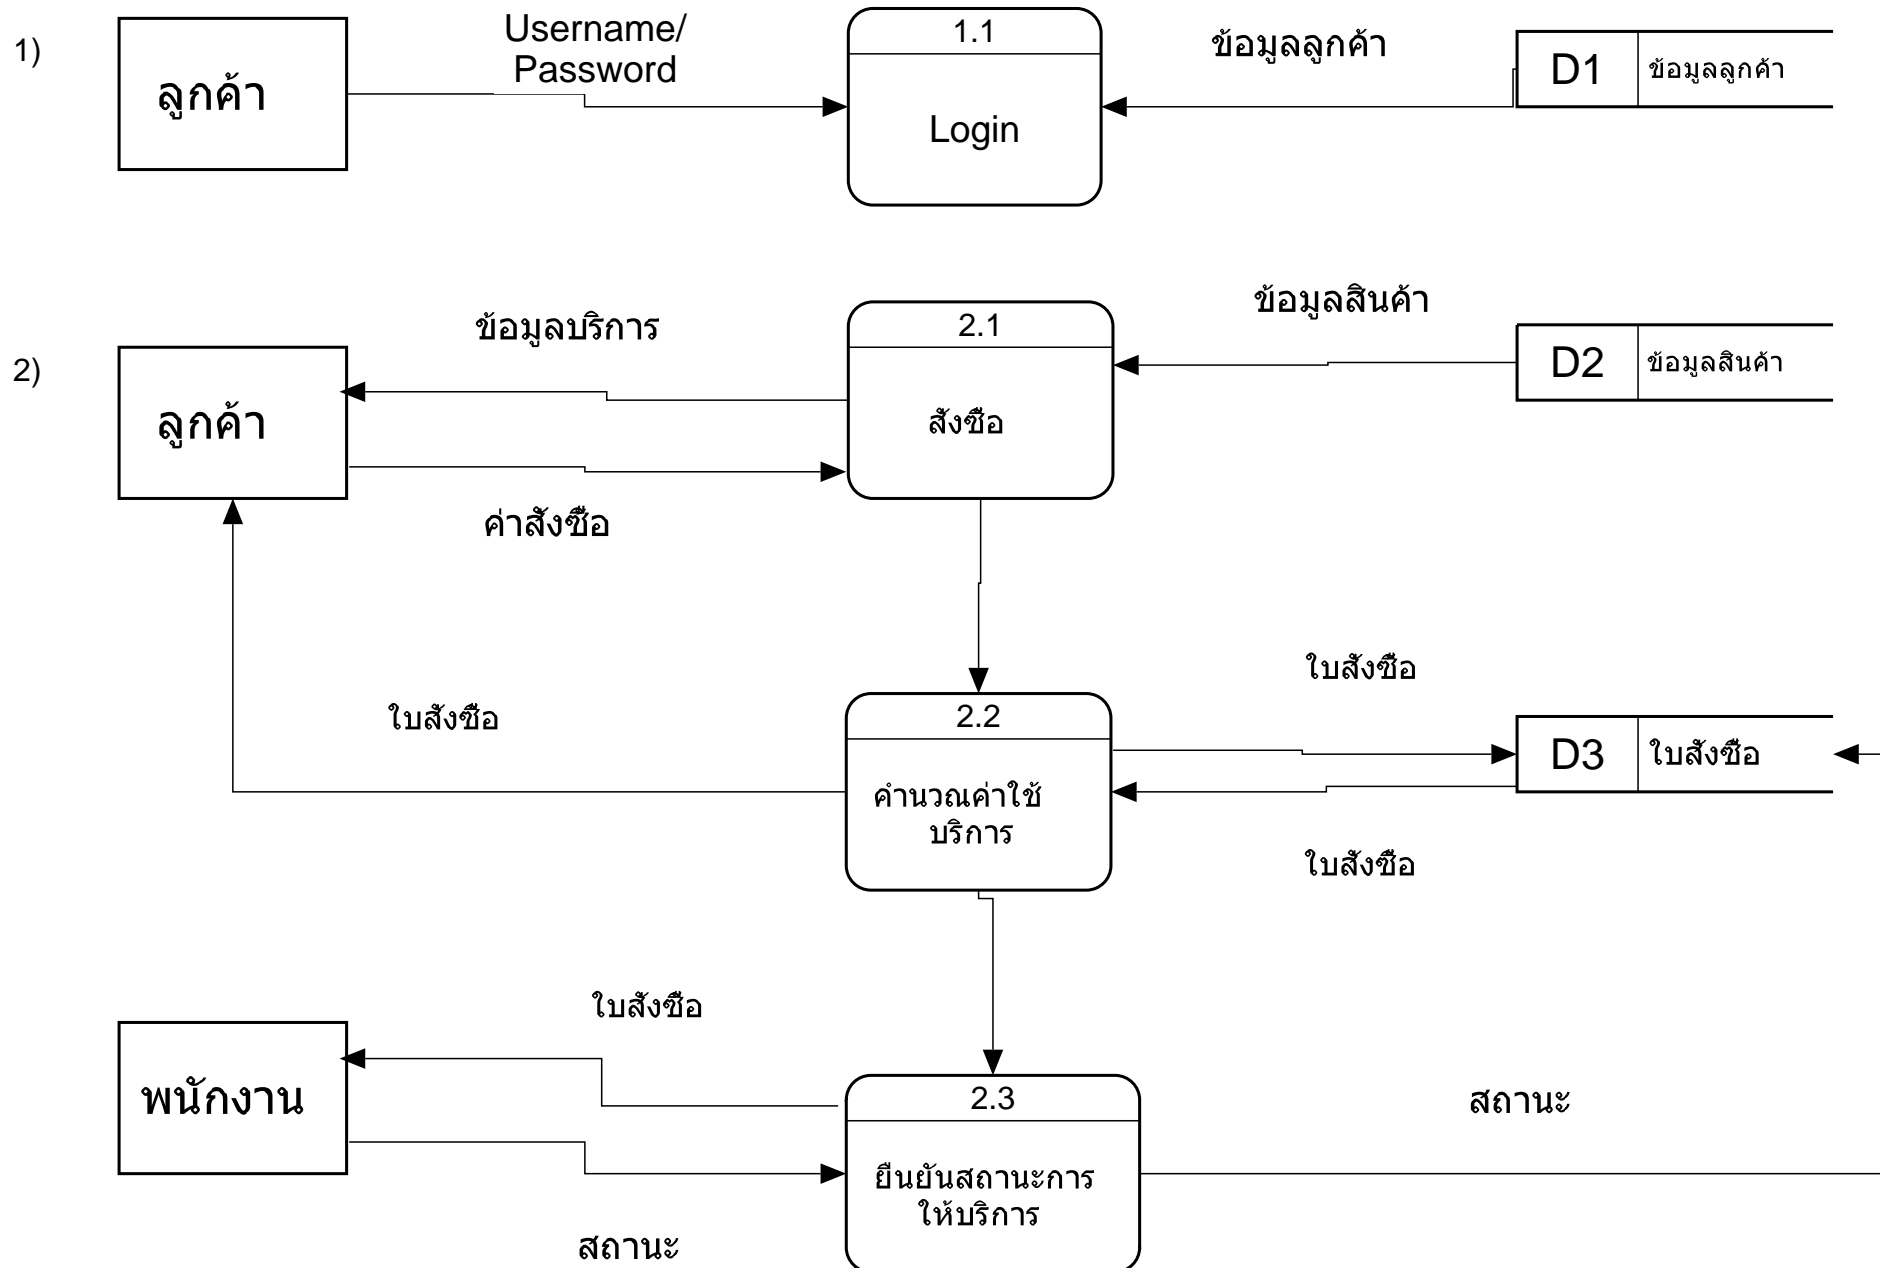 1)
ลูกค้า
Username/
Password
1.1
Login
ข้อมูลลูกค้า
D1
ข้อมูลลูกค้า
2)
ลูกค้า
ข้อมูลบริการ
ค่าสั่งซื้อ
2.1
สั่งซื้อ
ข้อมูลสินค้า
D2
ข้อมูลสินค้า
ใบสั่งซื้อ
2.2
คำนวณค่าใช้
บริการ
ใบสั่งซื้อ
D3
ใบสั่งซื้อ
ใบสั่งซื้อ
พนักงาน
ใบสั่งซื้อ
สถานะ
2.3
ยืนยันสถานะการ
ให้บริการ
สถานะ